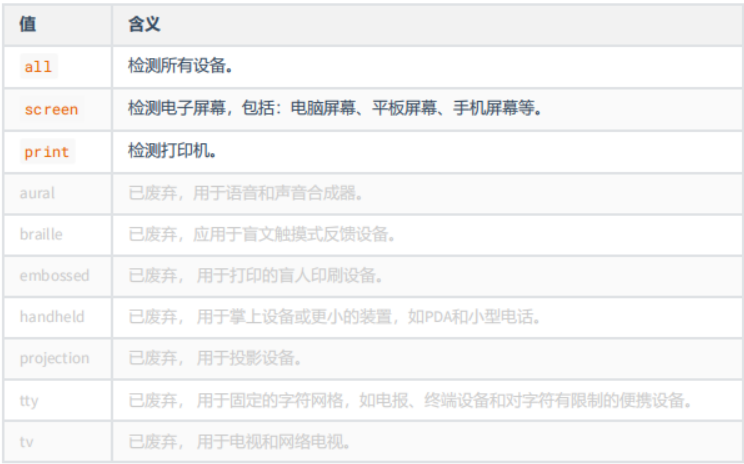 值 含义
all 检测所有设备。
screen 检测电子屏幕，包括：电脑屏幕、平板屏幕、手机屏幕等。
print 检测打印机。
aural 已废弃，用于语音和声音合成器。
braille 已废弃，应用于盲文触摸式反馈设备。
embossed 已废弃， 用于打印的盲人印刷设备。
handheld 已废弃， 用于掌上设备或更小的装置，如PDA和小型电话。
projection 已废弃， 用于投影设备。
tty 已废弃， 用于固定的字符网格，如电报、终端设备和对字符有限制的便携设备。
tv 已废弃， 用于电视和网络电视。